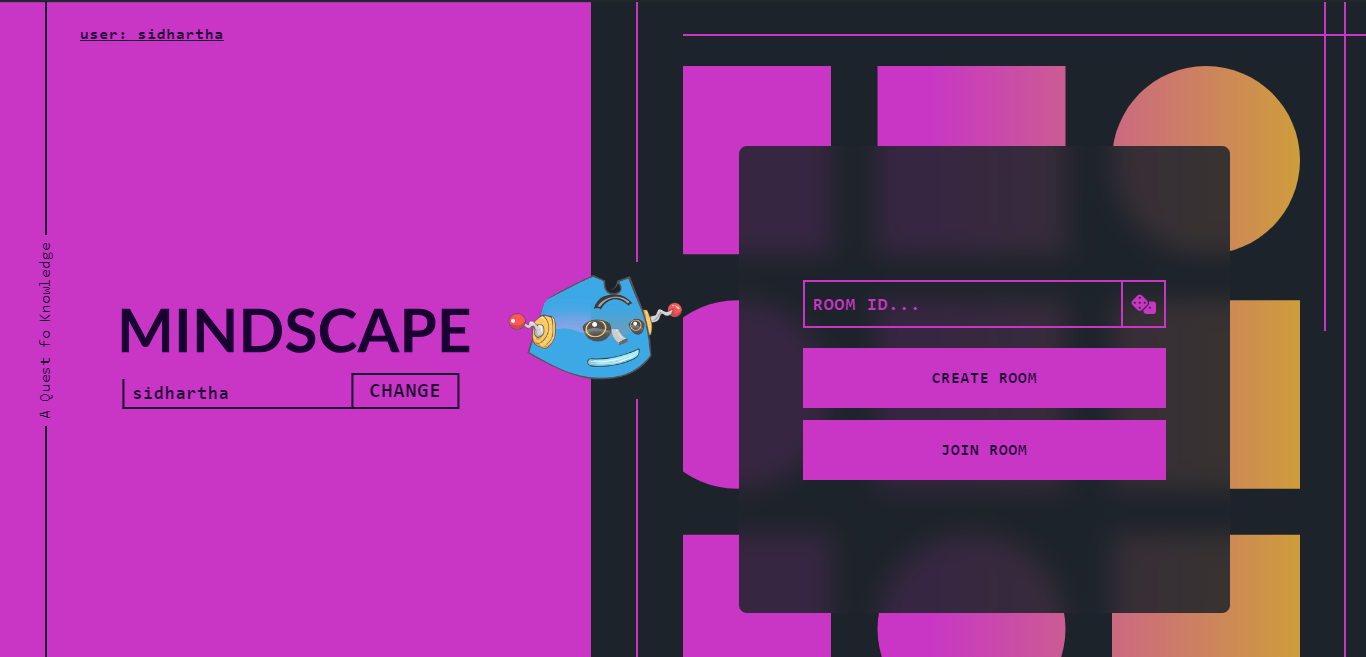 user: sidhartha
A Quest fo Knowledge
MINDSCAPE
sidhartha
CHANGE
ROOM ID...
CREATE ROOM
JOIN ROOM